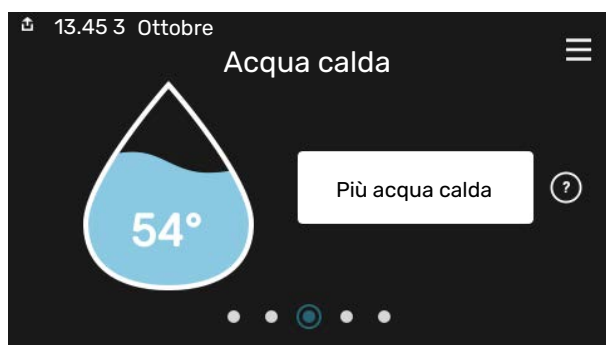 13.45 3 Ottobre
Acqua calda
54°
Più acqua calda
?